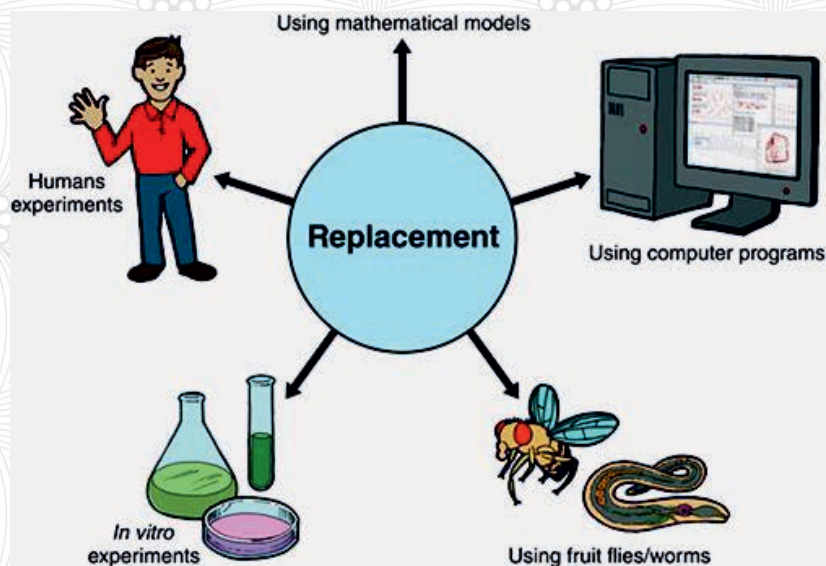 Using mathematical models
Humans
experiments
Replacement
Using computer programs
In vitro
experiments
Using fruit flies/worms